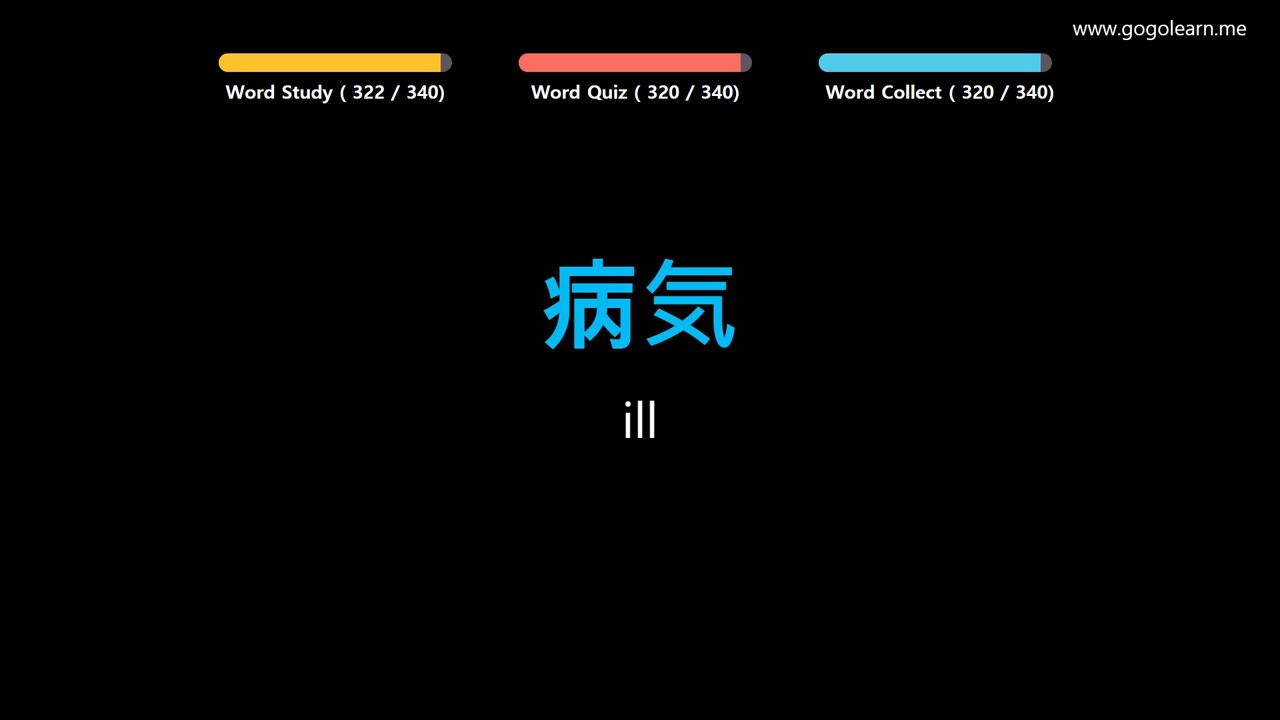 www.gogolearn.me
Word Study ( 322 / 340)
Word Quiz ( 320 / 340)
Word Collect ( 320 / 340)
病気
ill